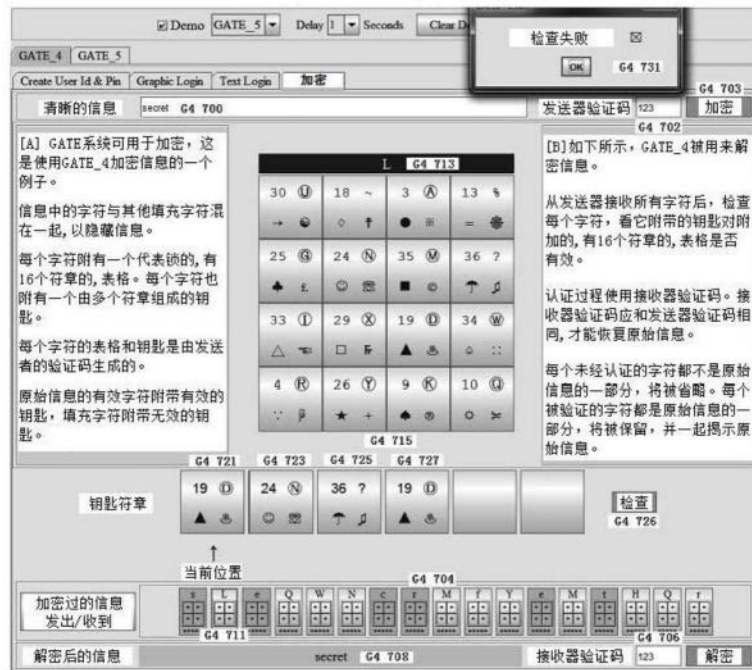 Demo GATE_5 Delay 1 Seconds Clear De
检查失败
OK G4 731
GATE_4 GATE_5
Create User Id & Pin Graphic Login Text Login 加密
G4 703
清晰的信息 secret G4 700 发送器验证码 123 加密
G4 702
[A] GATE系统可用于加密，这
是使用GATE_4加密信息的一个
例子。
信息中的字符与其他填充字符混
在一起,以隐藏信息。
每个字符附有一个代表锁的,有
16个符章的,表格。每个字符也
附有一个由多个符章组成的钥
匙。
每个字符的表格和钥匙是由发送
者的验证码生成的。
原始信息的有效字符附带有效的
钥匙，填充字符附带无效的钥
匙。
L G4 713
30 Ⓤ 18 ~ 3 Ⓐ 13 %
→ ☯ ◇ ✝ ● ※ =
25 Ⓖ 24 Ⓝ 35 Ⓜ 36 ?
♣ £ ☺ ☏ ■ © ☂ ♪
33 Ⓘ 29 Ⓧ 19 Ⓓ 34 Ⓦ
△ ☜ □ ▲ ♨ ♤ ::
4 Ⓡ 26 Ⓨ 9 Ⓚ 10 Ⓠ
∵ ★ + ♠ ® ✂
G4 715
[B]如下所示，GATE_4被用来解
密信息。
从发送器接收所有字符后，检查
每个字符，看它附带的钥匙对附
加的,有16个符章的,表格是否
有效。
认证过程使用接收器验证码。接
收器验证码应和发送器验证码相
同,才能恢复原始信息。
每个未经认证的字符都不是原始
信息的一部分，将被省略。每个
被验证的字符都是原始信息的一
部分，将被保留，并一起揭示原
始信息。
G4 721 G4 723 G4 725 G4 727
钥匙符章 19 Ⓓ 24 Ⓝ 36 ? 19 Ⓓ 检查
▲ ♨ ☺ ☏ ☂ ♪ ▲ ♨
G4 726
↑
当前位置
G4 704
加密过的信息
发出/收到
s L e Q W N c r M f Y e M t H Q r
G4 711 G4 706
解密后的信息 secret G4 708 接收器验证码 123 解密